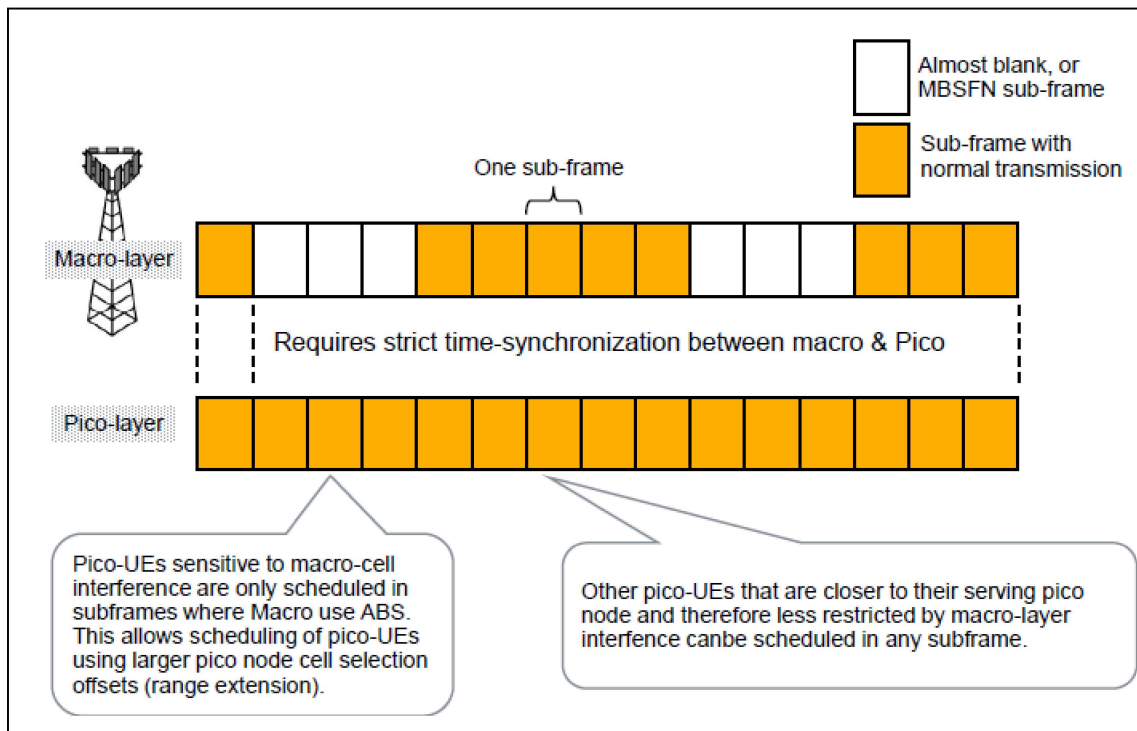 Almost blank, or
MBSFN sub-frame
Sub-frame with
normal transmission
One sub-frame
Macro-layer
Requires strict time-synchronization between macro & Pico
Pico-layer
Pico-UEs sensitive to macro-cell
interference are only scheduled in
subframes where Macro use ABS.
This allows scheduling of pico-UEs
using larger pico node cell selection
offsets (range extension).
Other pico-UEs that are closer to their serving pico
node and therefore less restricted by macro-layer
interfence canbe scheduled in any subframe.